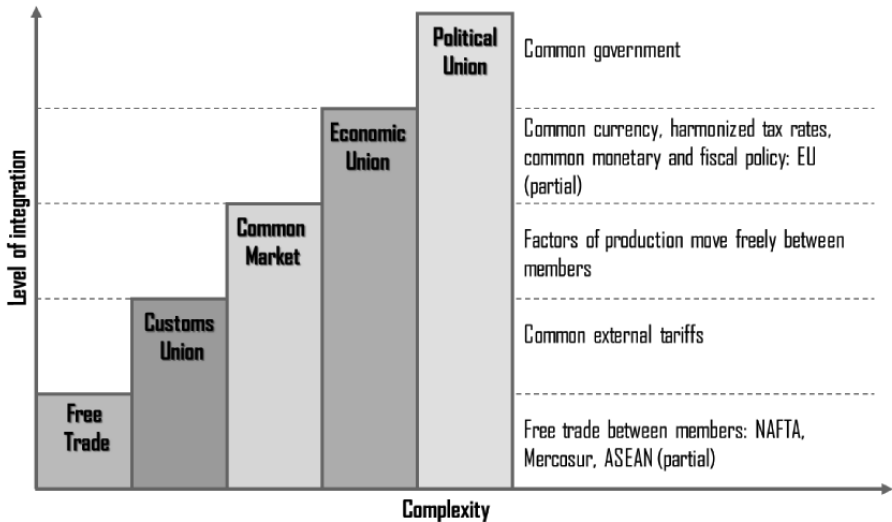 Political
Union
Common government
Economic
Union
Common currency, harmonized tax rates,
common monetary and fiscal policy: EU
(partial)
Common
Market
Factors of production move freely between
members
Customs
Union
Common external tariffs
Free
Trade
Free trade between members: NAFTA,
Mercosur, ASEAN (partial)
Level of integration
Complexity